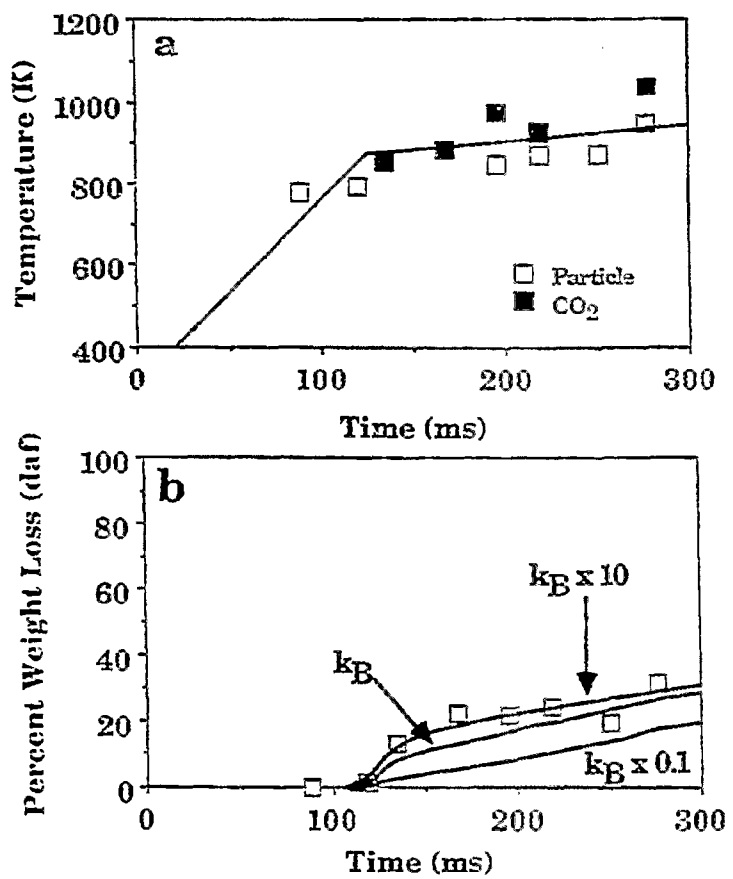 a
Temperature (K)
1200
1000
800
600
400
Particle
CO2
0
100
200
300
Time (ms)
b
Percent Weight Loss (daf)
100
80
60
40
20
0
kB x 10
kB
kB x 0.1
0
100
200
300
Time (ms)